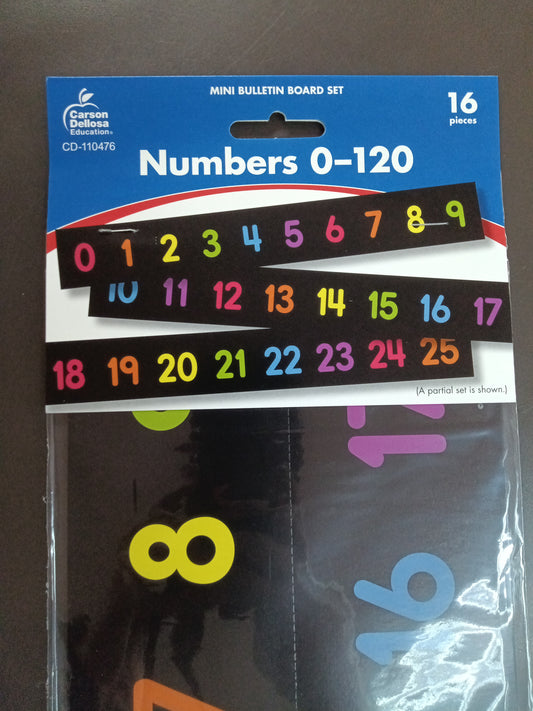 MINI BULLETIN BOARD SET
Carson
Dellosa
Education®
CD-110476
16
pieces
Numbers 0–120
0 1 2 3 4 5 6 7 8 9
10 11 12 13 14 15 16 17
18 19 20 21 22 23 24 25
(A partial set is shown.)
17
8
16
7